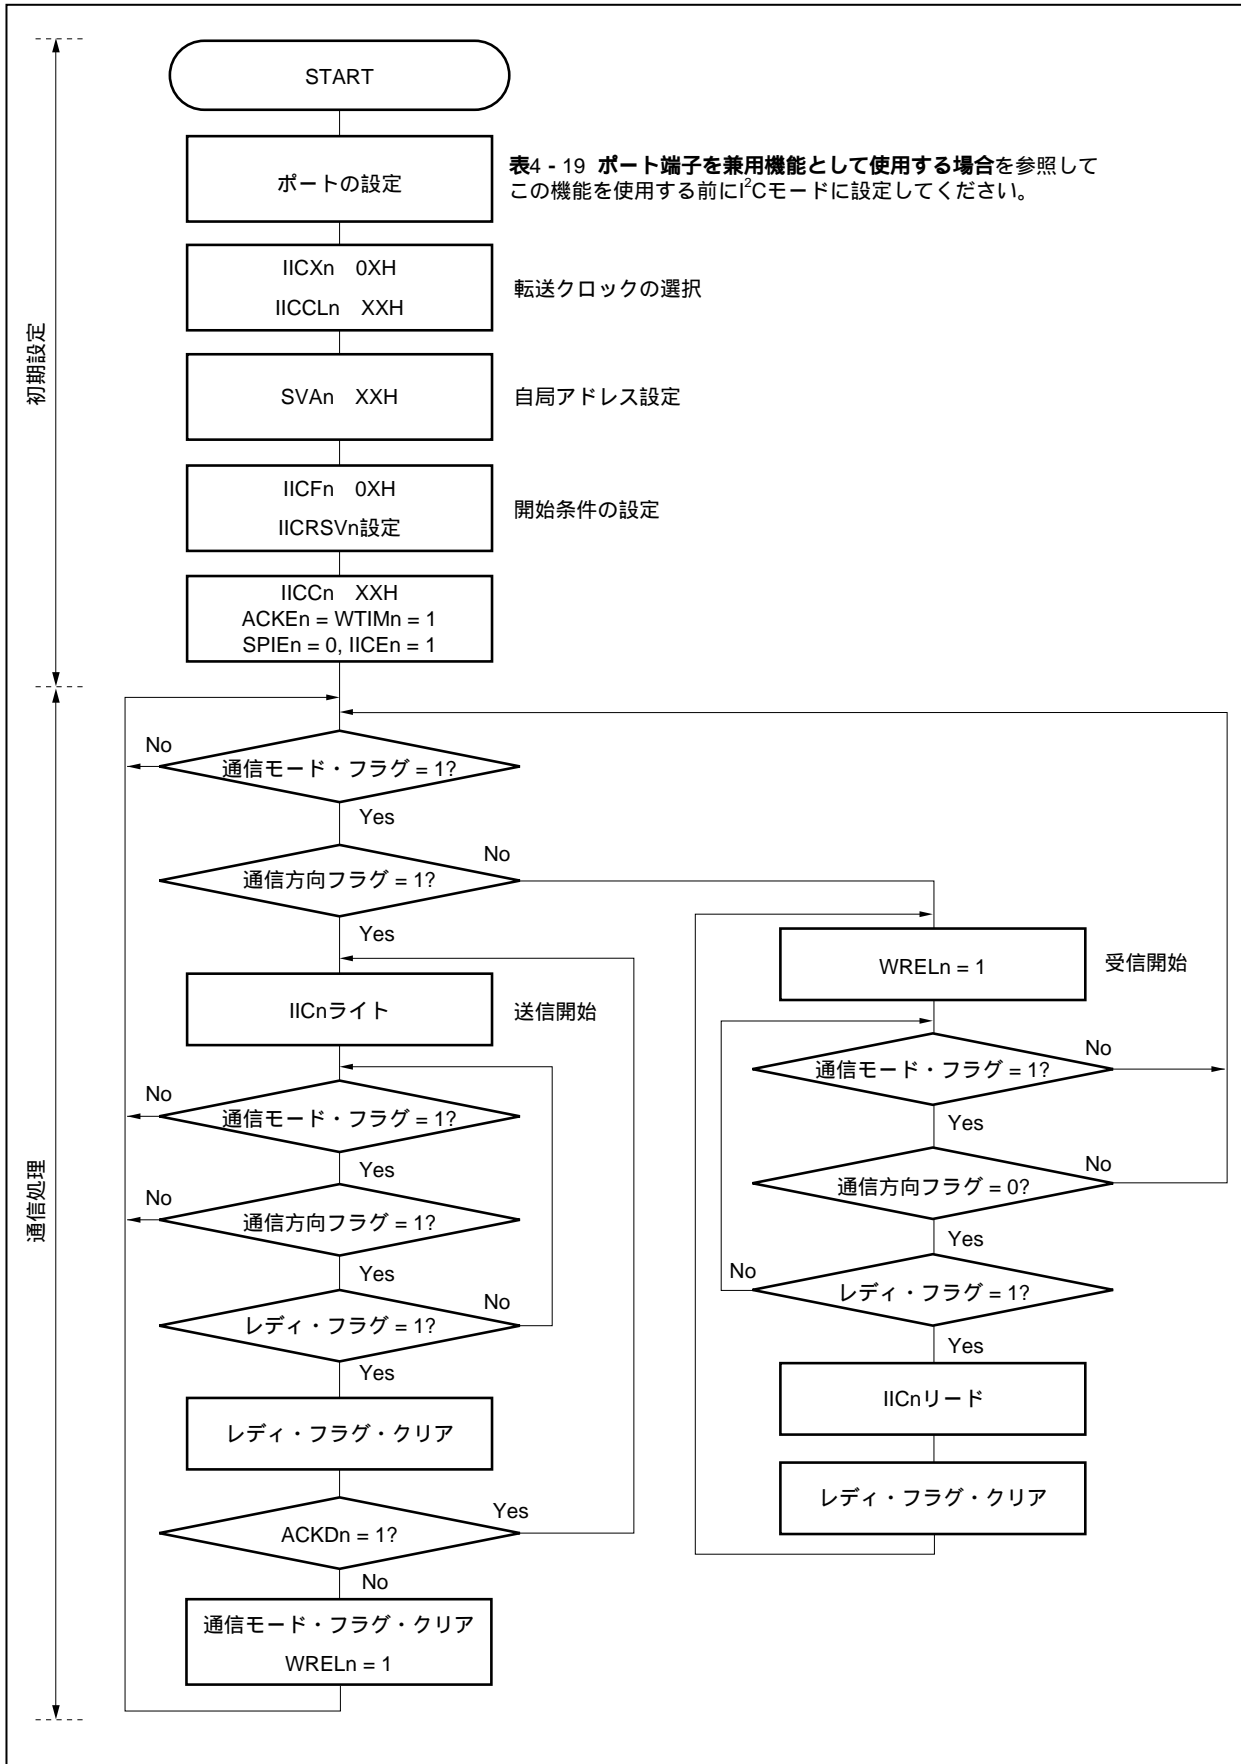 START
ポートの設定
表4 - 19 ポート端子を兼用機能として使用する場合を参照して
この機能を使用する前にI²Cモードに設定してください。
IICXn 0XH
IICCLn XXH
転送クロックの選択
初期設定
SVAn XXH
自局アドレス設定
IICFn 0XH
IICRSVn設定
開始条件の設定
IICCn XXH
ACKEn = WTIMn = 1
SPIEn = 0, IICEn = 1
No
通信モード・フラグ = 1?
Yes
通信方向フラグ = 1?
No
Yes
IICnライト
送信開始
No
通信モード・フラグ = 1?
Yes
通信処理
No
通信方向フラグ = 1?
Yes
レディ・フラグ = 1?
No
Yes
レディ・フラグ・クリア
ACKDn = 1?
Yes
No
通信モード・フラグ・クリア
WRELn = 1
WRELn = 1
受信開始
通信モード・フラグ = 1?
No
Yes
通信方向フラグ = 0?
No
Yes
No
レディ・フラグ = 1?
Yes
IICnリード
レディ・フラグ・クリア